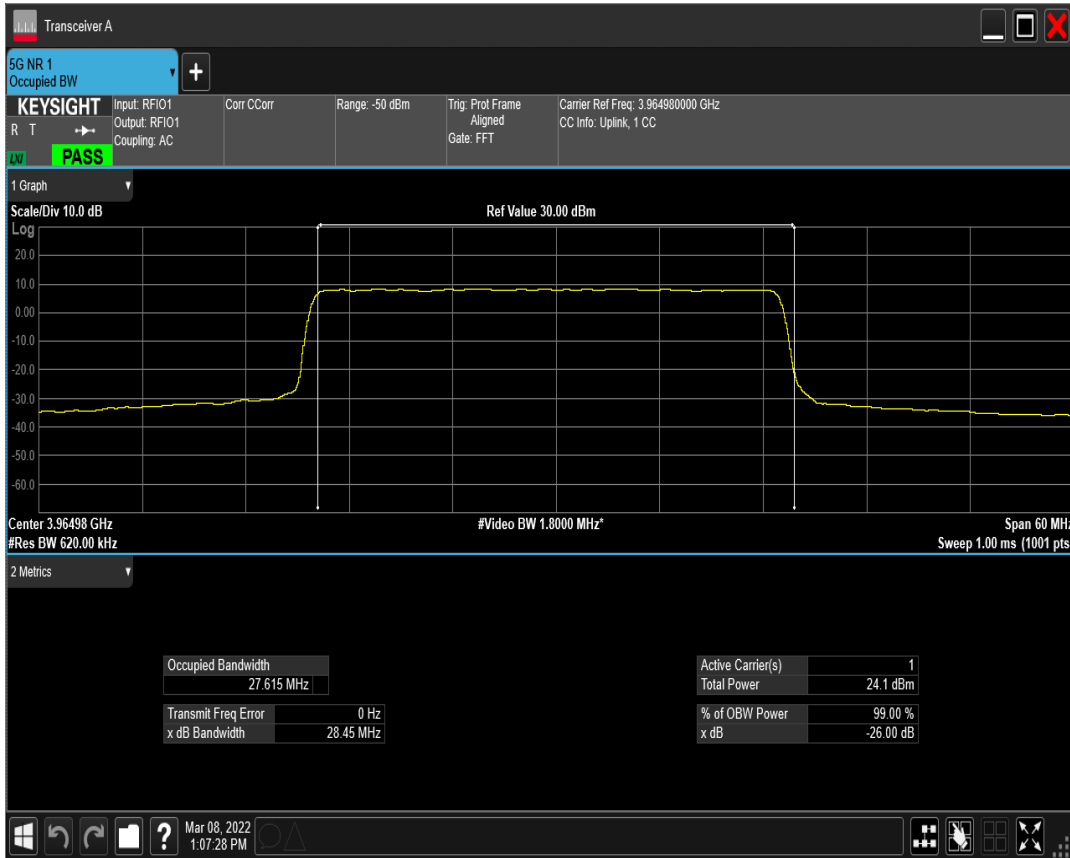 Transceiver A
5G NR 1
Occupied BW
+
KEYSIGHT
R T
LXI
PASS
Input: RFIO1
Output: RFIO1
Coupling: AC
Corr CCorr
Range: -50 dBm
Trig: Prot Frame
Aligned
Gate: FFT
Carrier Ref Freq: 3.964980000 GHz
CC Info: Uplink, 1 CC
1 Graph
Scale/Div 10.0 dB
Ref Value 30.00 dBm
Log
20.0
10.0
0.00
-10.0
-20.0
-30.0
-40.0
-50.0
-60.0
Center 3.96498 GHz
#Video BW 1.8000 MHz*
Span 60 MHz
#Res BW 620.00 kHz
Sweep 1.00 ms (1001 pts
2 Metrics
Occupied Bandwidth
27.615 MHz
Transmit Freq Error 0 Hz
x dB Bandwidth 28.45 MHz
Active Carrier(s) 1
Total Power 24.1 dBm
% of OBW Power 99.00 %
x dB -26.00 dB
?
Mar 08, 2022
1:07:28 PM